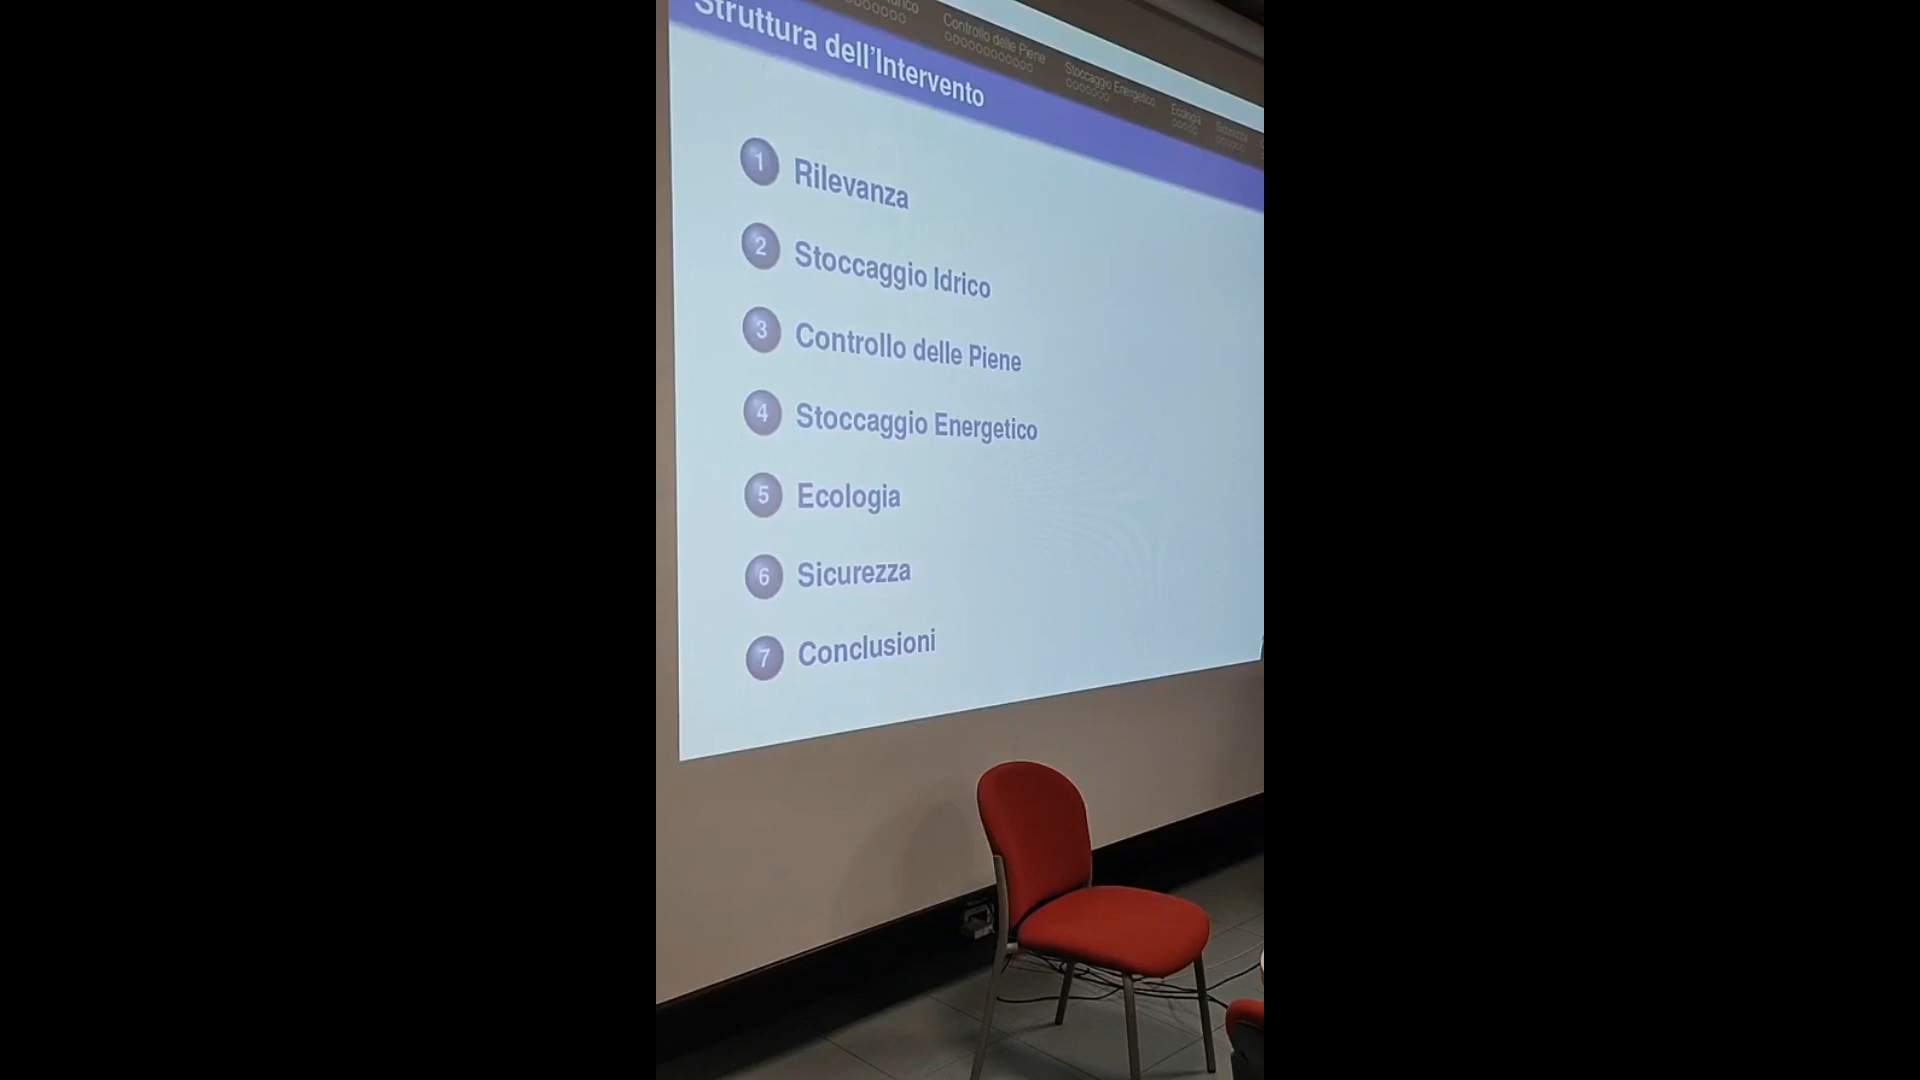 Controllo delle Piene
Stoccaggio Energetico
Ecologia
Sicurezza
Struttura dell'Intervento
1 Rilevanza
2 Stoccaggio Idrico
3 Controllo delle Piene
4 Stoccaggio Energetico
5 Ecologia
6 Sicurezza
7 Conclusioni